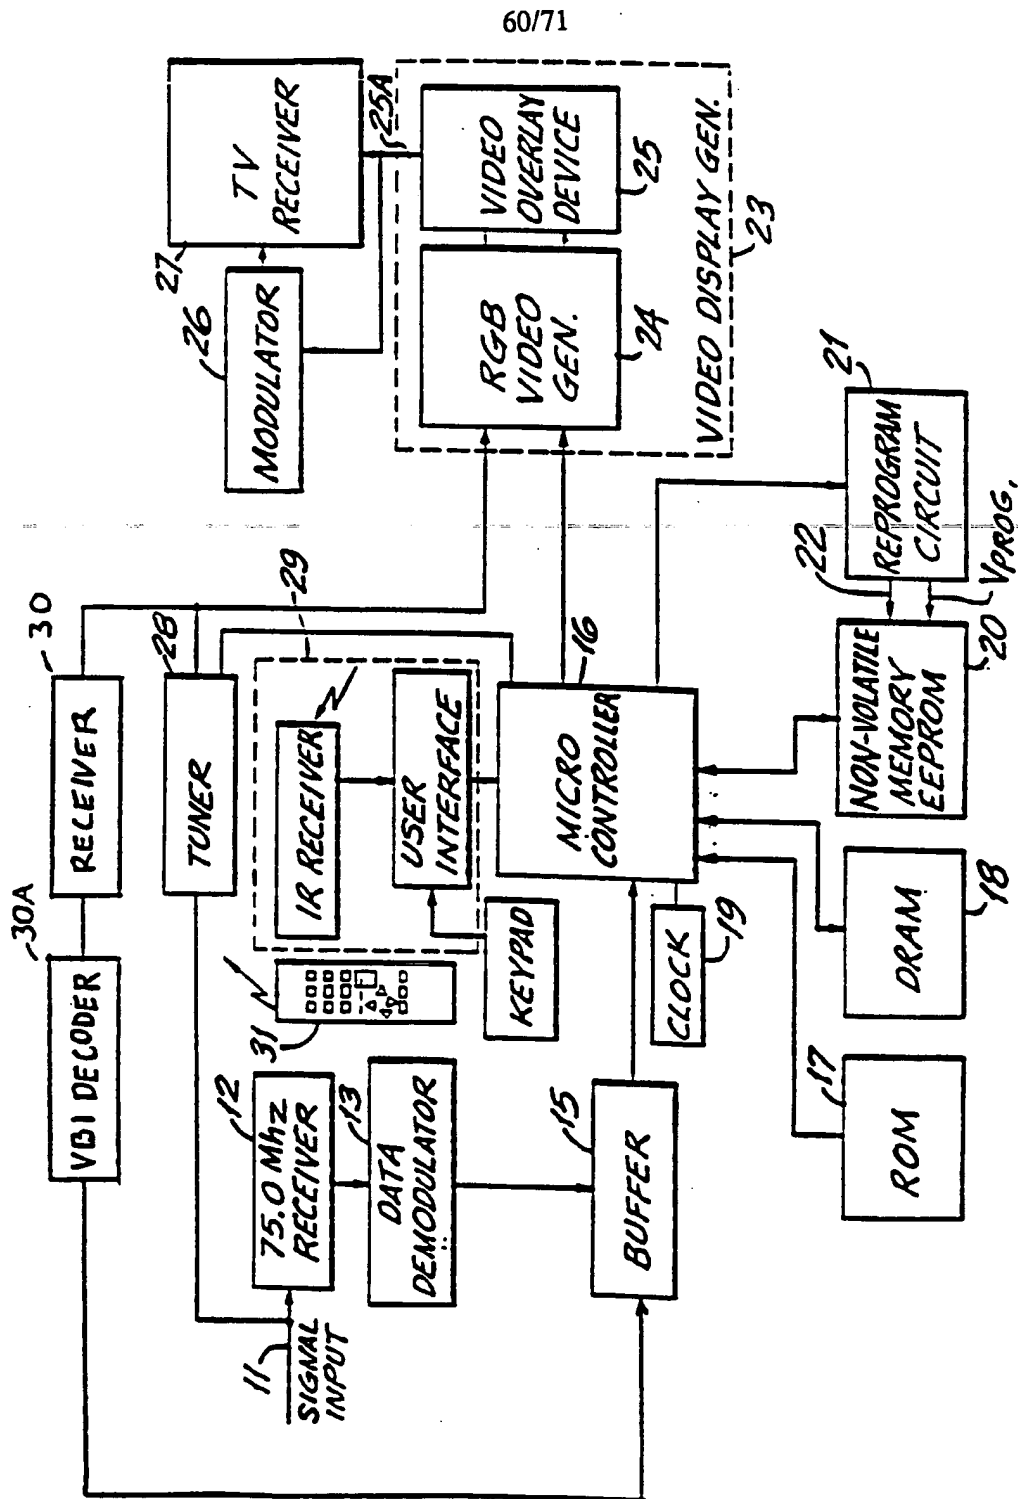 60/71
30A
VBI DECODER
30
RECEIVER
28
TUNER
27
TV
RECEIVER
26
MODULATOR
25A
11
SIGNAL
INPUT
12
75.0 Mhz
RECEIVER
13
DATA
DEMODULATOR
31
29
IR RECEIVER
USER
INTERFACE
KEYPAD
RGB
VIDEO
GEN.
24
VIDEO
OVERLAY
DEVICE
25
VIDEO DISPLAY GEN.
23
15
BUFFER
16
MICRO
CONTROLLER
CLOCK
19
17
ROM
DRAM
18
NON-VOLATILE
MEMORY
EEPROM
20
22
VPROG.
21
REPROGRAM
CIRCUIT